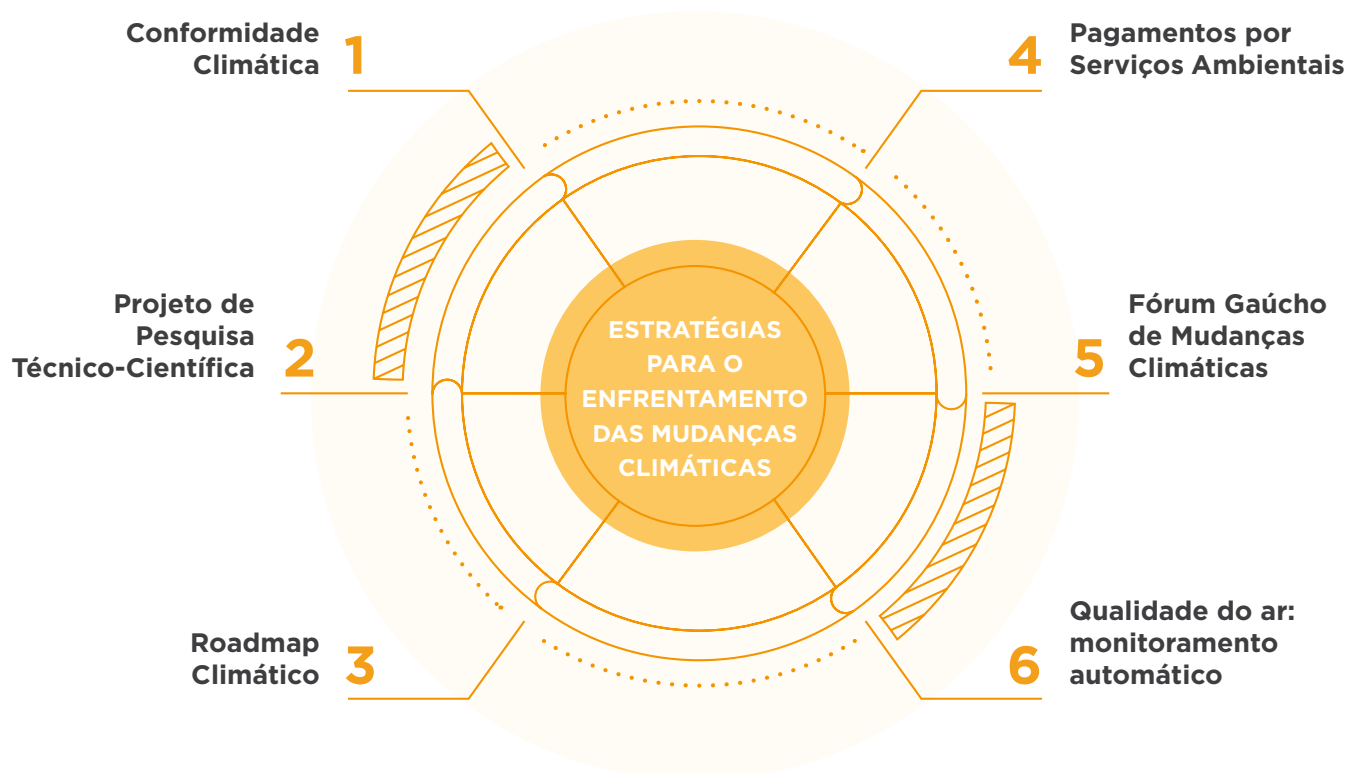 Conformidade
Climática
1
Projeto de
Pesquisa
Técnico-Científica
2
Roadmap
Climático
3
ESTRATÉGIAS
PARA O
ENFRENTAMENTO
DAS MUDANÇAS
CLIMÁTICAS
4
Pagamentos por
Serviços Ambientais
5
Fórum Gaúcho
de Mudanças
Climáticas
6
Qualidade do ar:
monitoramento
automático